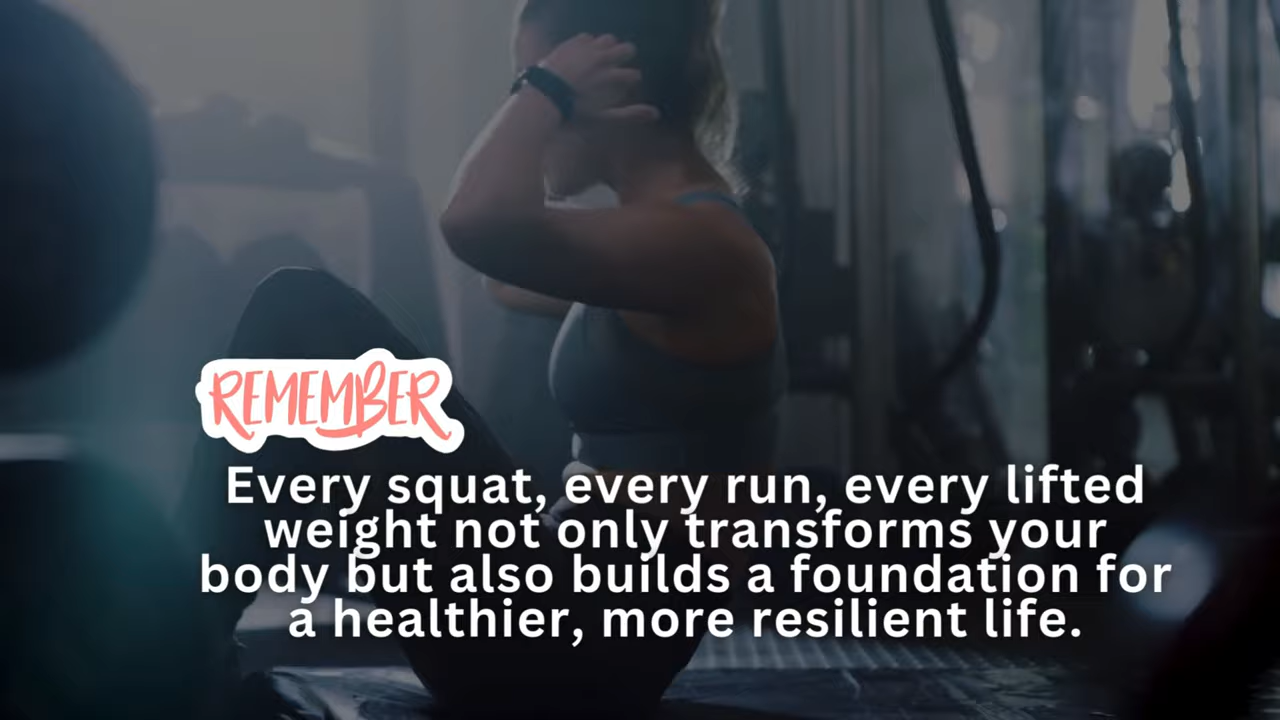 REMEMBER
Every squat, every run, every lifted
weight not only transforms your
body but also builds a foundation for
a healthier, more resilient life.